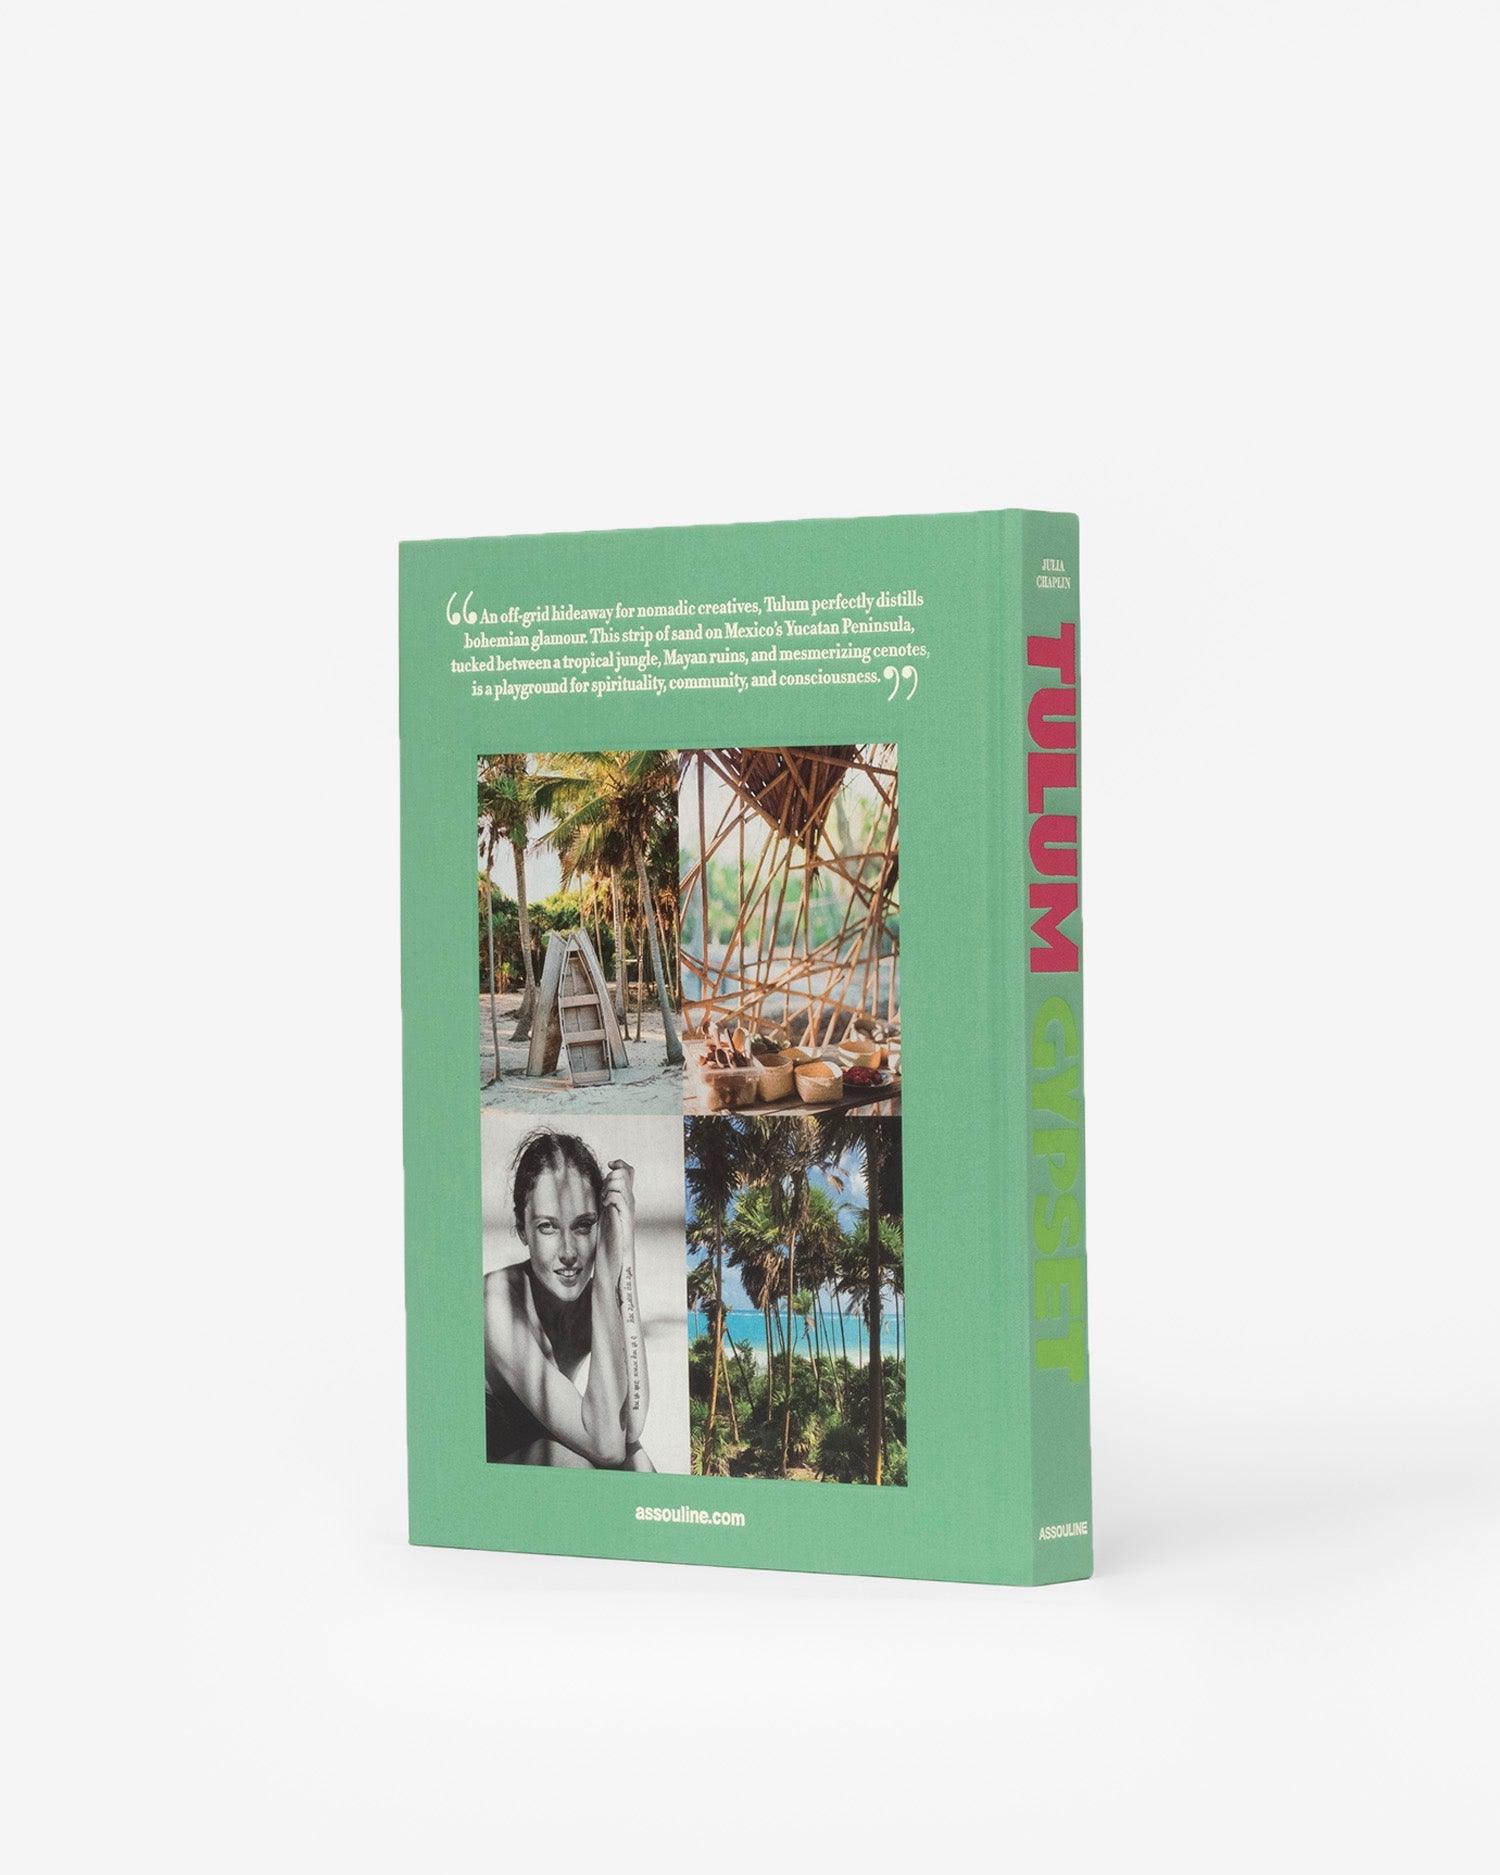 “An off-grid hideaway for nomadic creatives, Tulum perfectly distills
bohemian glamour. This strip of sand on Mexico’s Yucatan Peninsula,
tucked between a tropical jungle, Mayan ruins, and mesmerizing cenotes,
is a playground for spirituality, community, and consciousness.”
assouline.com
JULIA
CHAPLIN
TULUM GYPSET
ASSOULINE